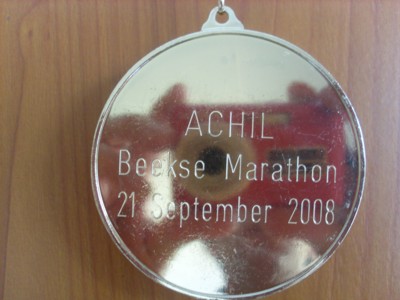 ACHIL
Beekse Marathon
21 September 2008